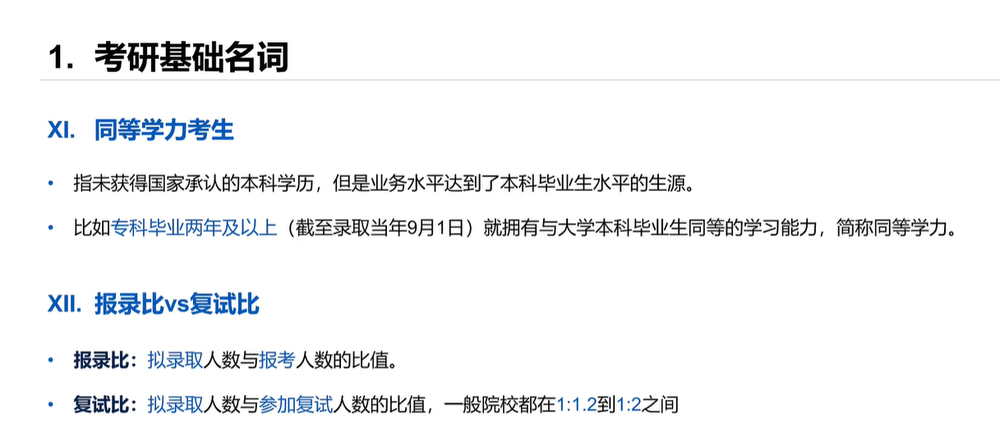 1. 考研基础名词
XI. 同等学力考生
• 指未获得国家承认的本科学历，但是业务水平达到了本科毕业生水平的生源。
• 比如专科毕业两年及以上（截至录取当年9月1日）就拥有与大学本科毕业生同等的学习能力，简称同等学力。
XII. 报录比vs复试比
• 报录比：拟录取人数与报考人数的比值。
• 复试比：拟录取人数与参加复试人数的比值，一般院校都在1:1.2到1:2之间